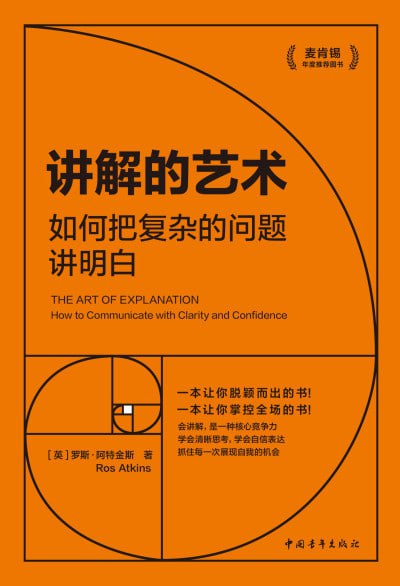 麦肯锡
年度推荐图书
讲解的艺术
如何把复杂的问题
讲明白
THE ART OF EXPLANATION
How to Communicate with Clarity and Confidence
一本让你脱颖而出的书!
一本让你掌控全场的书!
会讲解,是一种核心竞争力
学会清晰思考,学会自信表达
抓住每一次展现自我的机会
[英]罗斯·阿特金斯 著
Ros Atkins
中国青年出版社